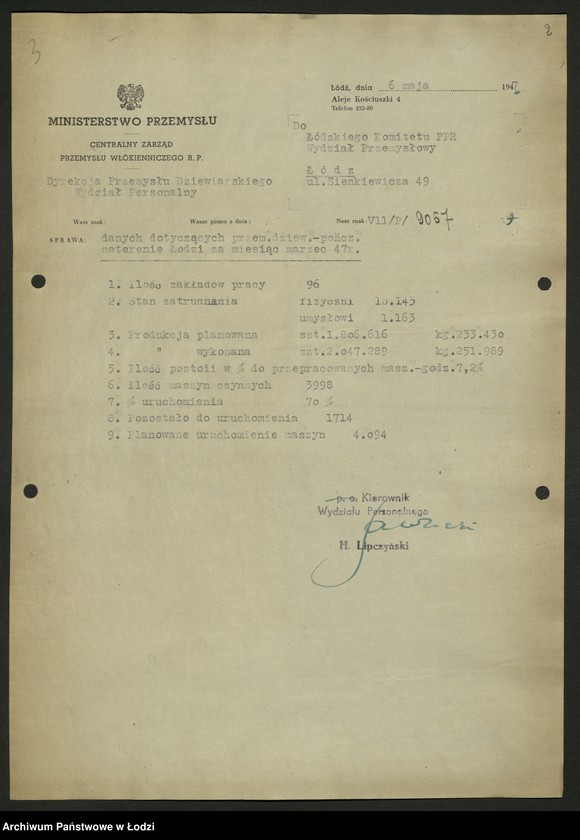 3
2
Łódź, dnia 6 maja 1947
Aleje Kościuszki 4
Telefon 252-80
MINISTERSTWO PRZEMYSŁU
CENTRALNY ZARZĄD
PRZEMYSŁU WŁÓKIENNICZEGO R. P.
Dyrekcja Przemysłu Dziewiarskiego
Wydział Personalny
Do
Łódzkiego Komitetu PPR
Wydział Przemysłowy
Łódz
ul.Sienkiewicza 49
Wasz znak: Wasze pismo z dnia: Nasz znak: V11/P/ 9067
SPRAWA: danych dotyczących przem.dziew.-pończ.
naterenie Łodzi za miesiąc marzec 47r.
1. Ilość zakładów pracy 96
2. Stan zatrudnania fizyczni 10.145
umysłowi 1.163
3. Produkcja planowana szt.1.806.616 kg.233.430
4. " wykonana szt.2.047.289 kg.251.989
5. Ilość postoii w % do przepracowanych masz.-godz.7,2%
6. Ilość maszyn czynnych 3998
7. % uruchomienia 70 %
8. Pozostało do uruchomienia 1714
9. Planowane uruchomienie maszyn 4.094
p. o. Kierownik
Wydziału Personalnego
H. Lipczyński
Archiwum Państwowe w Łodzi